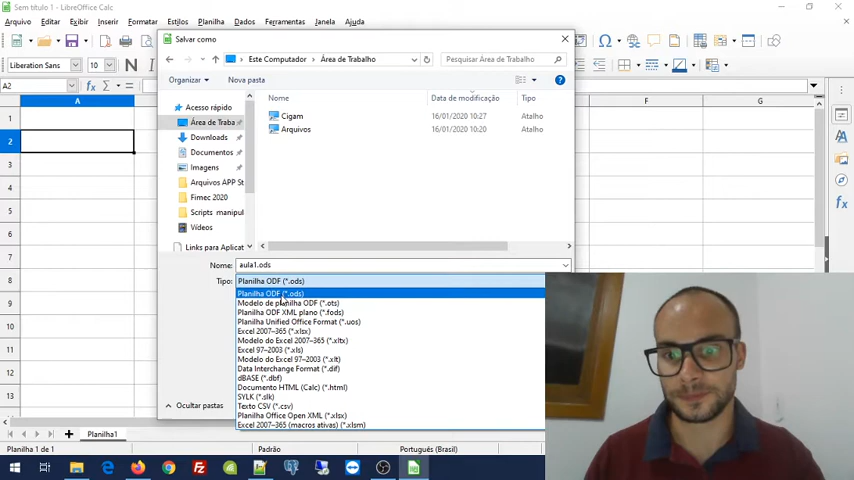 Sem título 1 - LibreOffice Calc
Arquivo Editar Exibir Inserir Formatar Estilos Planilha Dados Ferramentas Janela Ajuda
Liberation Sans 10 N
A2
A F G
1
2
3
4
5
6
7
8
9
10
11
12
13
Salvar como
Este Computador Área de Trabalho
Pesquisar Área de Trabalho
Organizar Nova pasta
Acesso rápido
Área de Traba
Downloads
Documentos
Imagens
Arquivos APP St
Fimec 2020
Scripts manipul
Vídeos
Links para Aplicat
Nome Data de modificação Tipo
Cigam 16/01/2020 10:27 Atalho
Arquivos 16/01/2020 10:20 Atalho
Nome: aula1.ods
Tipo: Planilha ODF (*.ods)
Planilha ODF (*.ods)
Modelo de planilha ODF (*.ots)
Planilha ODF XML plano (*.fods)
Planilha Unified Office Format (*.uos)
Excel 2007–365 (*.xlsx)
Modelo do Excel 2007–365 (*.xltx)
Excel 97–2003 (*.xls)
Modelo do Excel 97–2003 (*.xlt)
Data Interchange Format (*.dif)
dBASE (*.dbf)
Documento HTML (Calc) (*.html)
SYLK (*.slk)
Texto CSV (*.csv)
Planilha Office Open XML (*.xlsx)
Excel 2007–365 (macros ativas) (*.xlsm)
Ocultar pastas
Planilha1
Planilha 1 de 1 Padrão Português (Brasil)